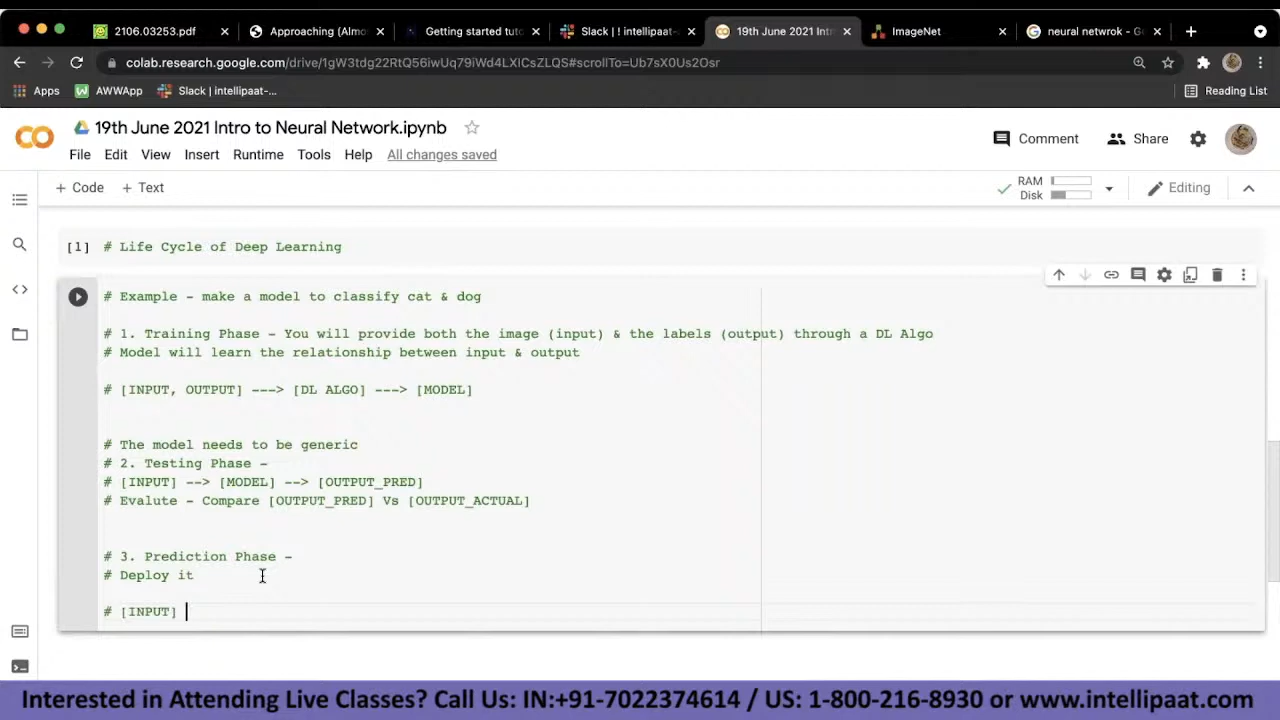 2106.03253.pdf
Approaching (Almo
Getting started tuto
Slack | ! intellipaat-
19th June 2021 Intr
ImageNet
neural netwrok - G
colab.research.google.com/drive/1gW3tdg22RtQ56iwUq79iWd4LXICsZLQS#scrollTo=Ub7sX0Us2Osr
Apps
AWWApp
Slack | intellipaat-...
Reading List
19th June 2021 Intro to Neural Network.ipynb
Comment
Share
File Edit View Insert Runtime Tools Help All changes saved
+ Code + Text
RAM
Disk
Editing
[1] # Life Cycle of Deep Learning
# Example - make a model to classify cat & dog
# 1. Training Phase - You will provide both the image (input) & the labels (output) through a DL Algo
# Model will learn the relationship between input & output
# [INPUT, OUTPUT] ---> [DL ALGO] ---> [MODEL]
# The model needs to be generic
# 2. Testing Phase -
# [INPUT] --> [MODEL] --> [OUTPUT_PRED]
# Evalute - Compare [OUTPUT_PRED] Vs [OUTPUT_ACTUAL]
# 3. Prediction Phase -
# Deploy it
# [INPUT]
Interested in Attending Live Classes? Call Us: IN:+91-7022374614 / US: 1-800-216-8930 or www.intellipaat.com